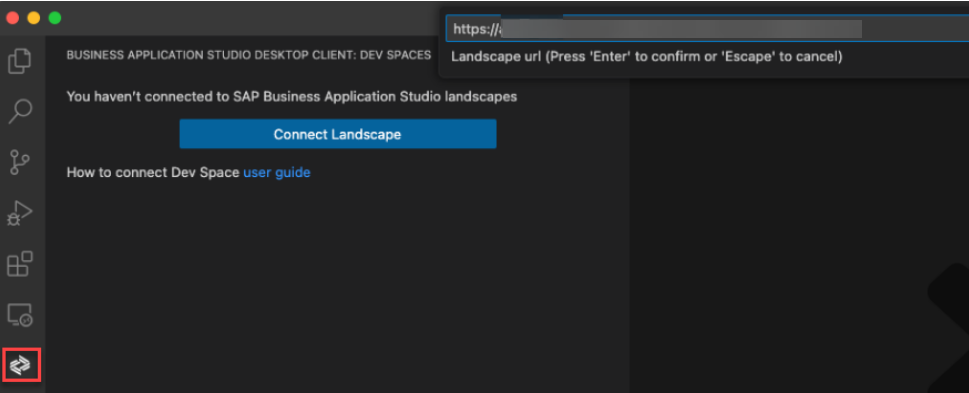 https://
Landscape url (Press 'Enter' to confirm or 'Escape' to cancel)
BUSINESS APPLICATION STUDIO DESKTOP CLIENT: DEV SPACES
You haven't connected to SAP Business Application Studio landscapes
Connect Landscape
How to connect Dev Space user guide